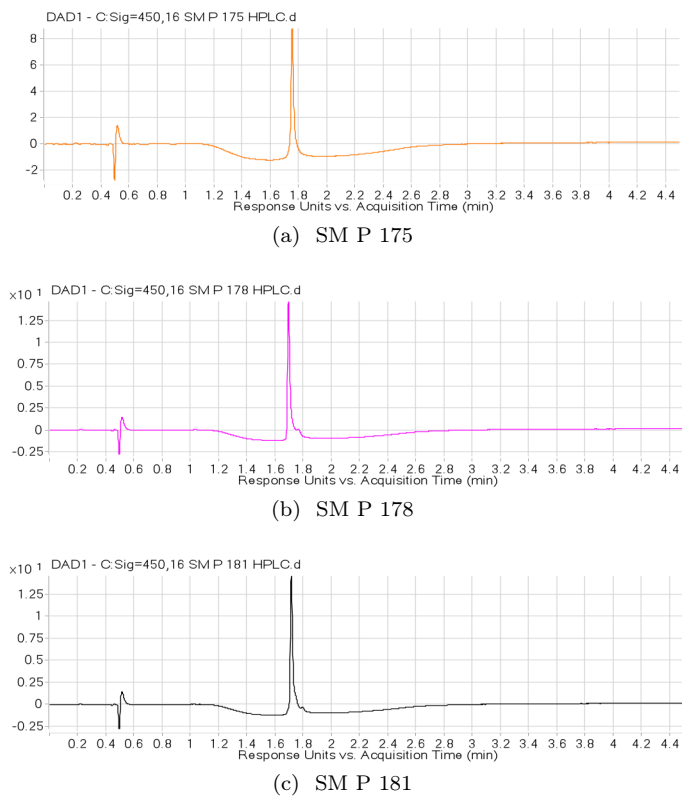 DAD1 - C:Sig=450,16 SM P 175 HPLC.d
8
6
4
2
0
-2
0.2 0.4 0.6 0.8 1 1.2 1.4 1.6 1.8 2 2.2 2.4 2.6 2.8 3 3.2 3.4 3.6 3.8 4 4.2 4.4
Response Units vs. Acquisition Time (min)
(a) SM P 175
x10 1 DAD1 - C:Sig=450,16 SM P 178 HPLC.d
1.25
1
0.75
0.5
0.25
0
-0.25
0.2 0.4 0.6 0.8 1 1.2 1.4 1.6 1.8 2 2.2 2.4 2.6 2.8 3 3.2 3.4 3.6 3.8 4 4.2 4.4
Response Units vs. Acquisition Time (min)
(b) SM P 178
x10 1 DAD1 - C:Sig=450,16 SM P 181 HPLC.d
1.25
1
0.75
0.5
0.25
0
-0.25
0.2 0.4 0.6 0.8 1 1.2 1.4 1.6 1.8 2 2.2 2.4 2.6 2.8 3 3.2 3.4 3.6 3.8 4 4.2 4.4
Response Units vs. Acquisition Time (min)
(c) SM P 181